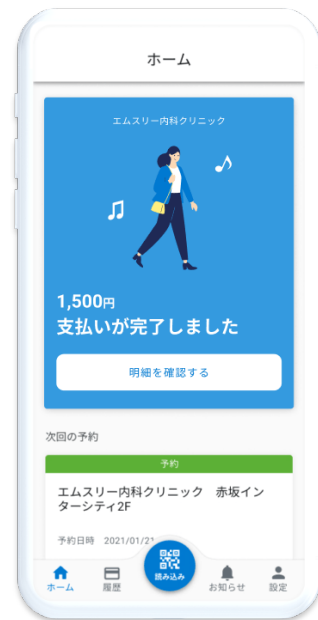 ホーム
エムスリー内科クリニック
1,500円
支払いが完了しました
明細を確認する
次回の予約
予約
エムスリー内科クリニック　赤坂イン
ターシティ2F
予約日時 2021/01/21
読み込み
ホーム
履歴
お知らせ
設定